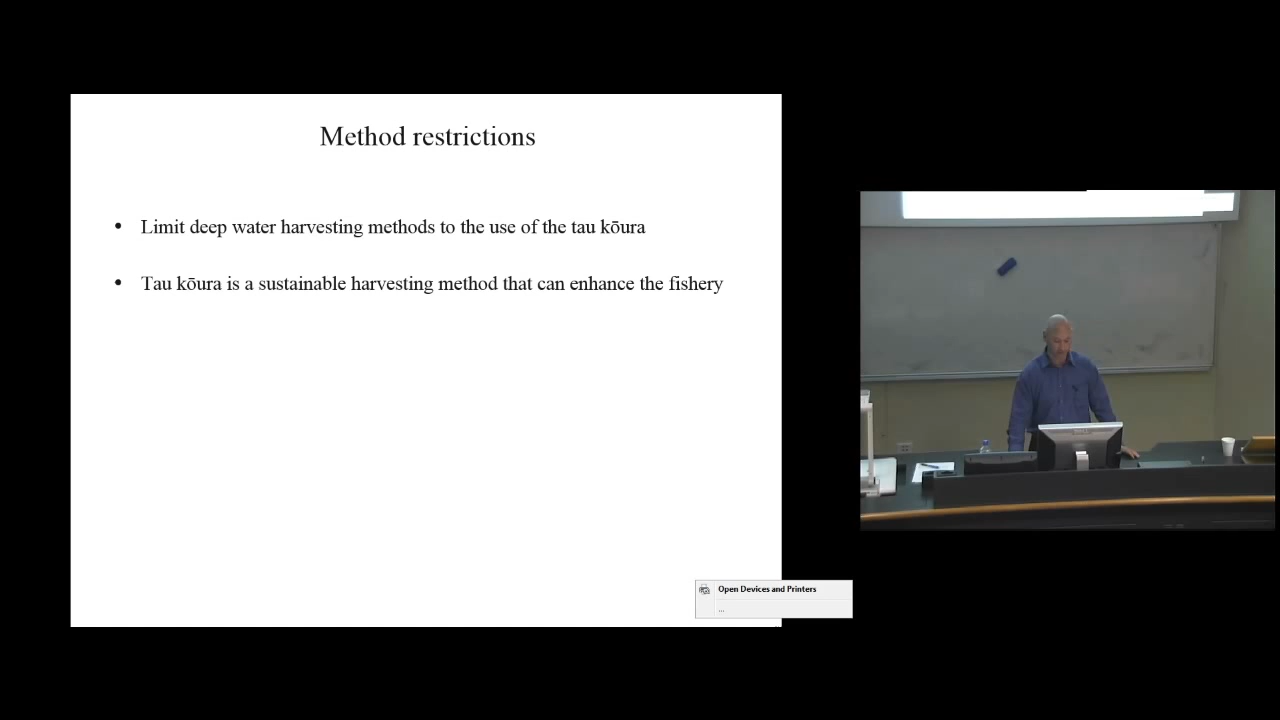 Method restrictions
• Limit deep water harvesting methods to the use of the tau kōura
• Tau kōura is a sustainable harvesting method that can enhance the fishery
Open Devices and Printers
...